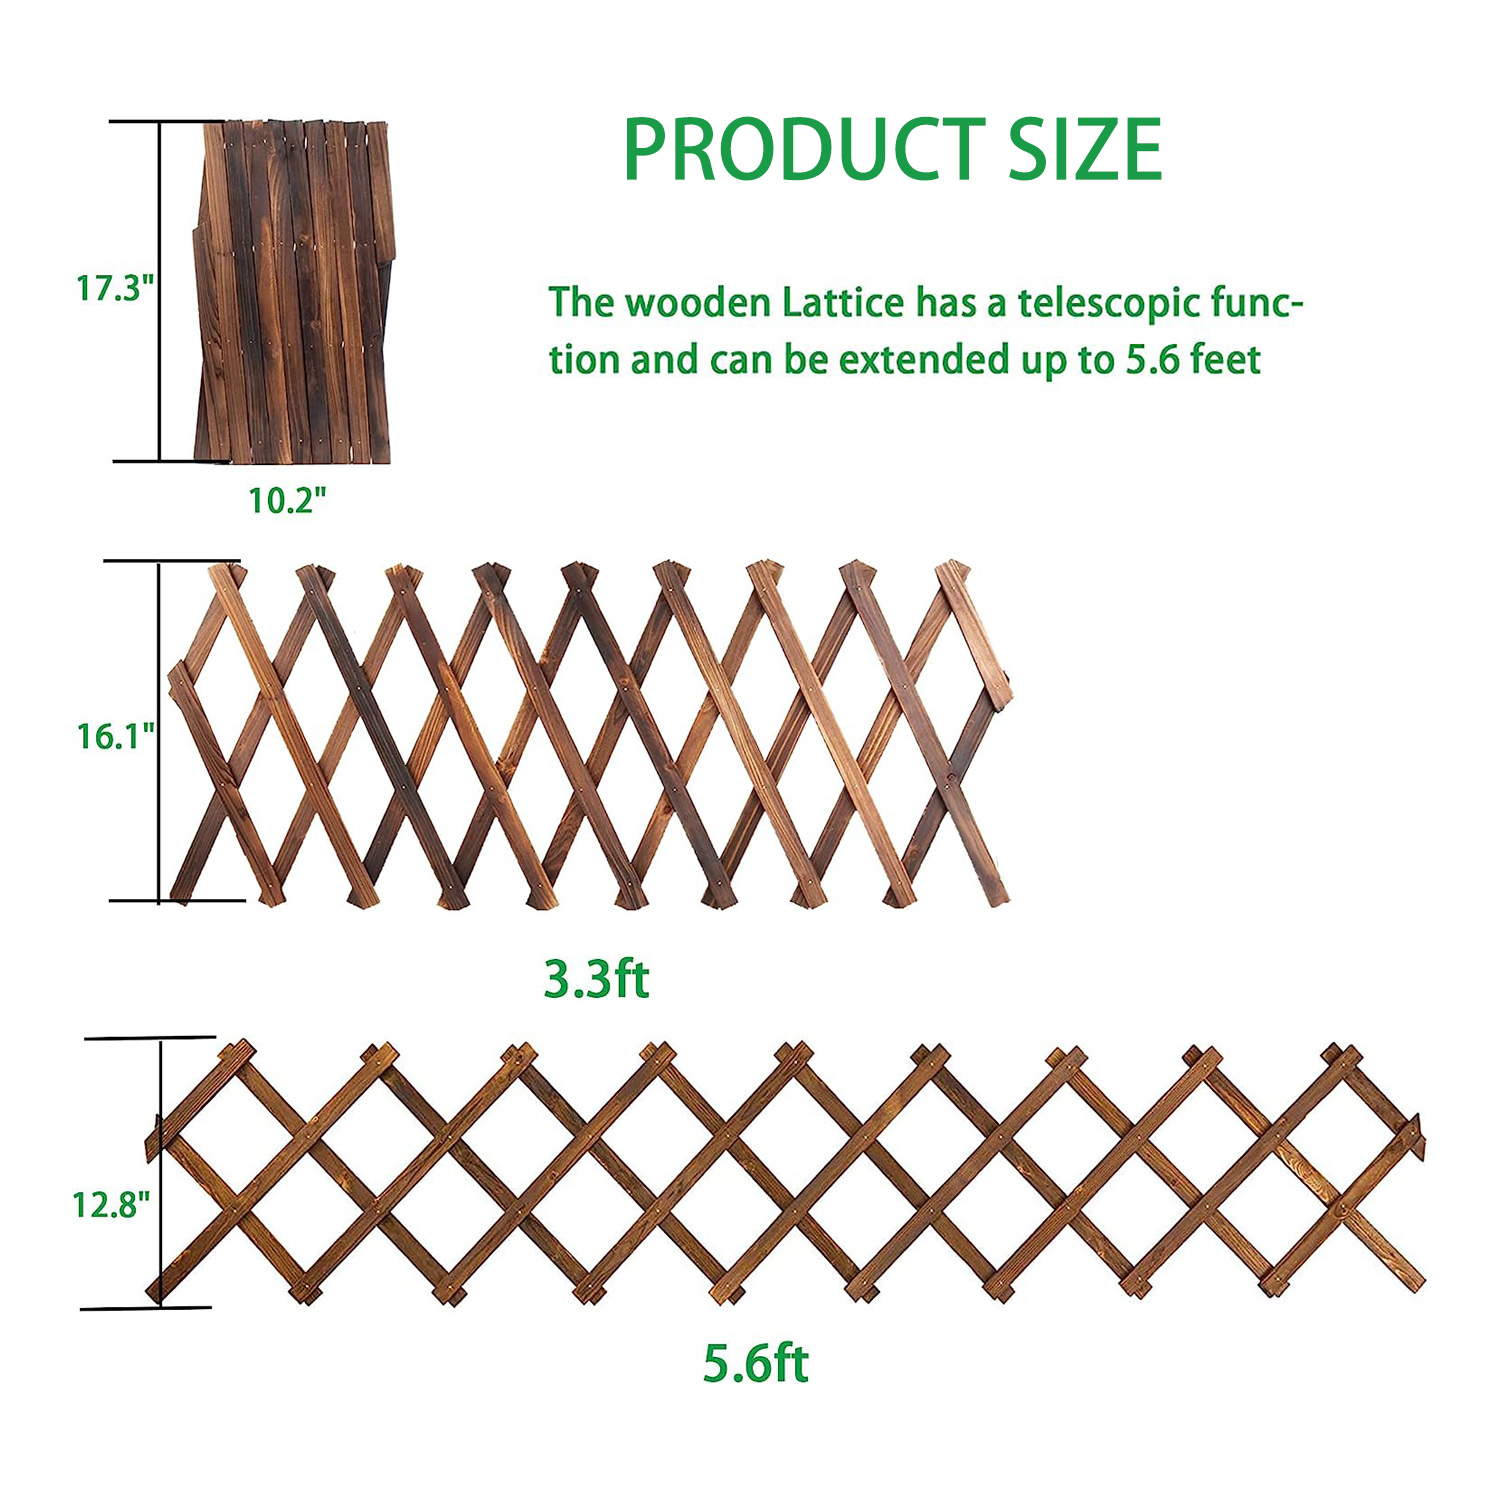 PRODUCT SIZE
17.3"
The wooden Lattice has a telescopic func-
tion and can be extended up to 5.6 feet
10.2"
16.1"
3.3ft
12.8"
5.6ft